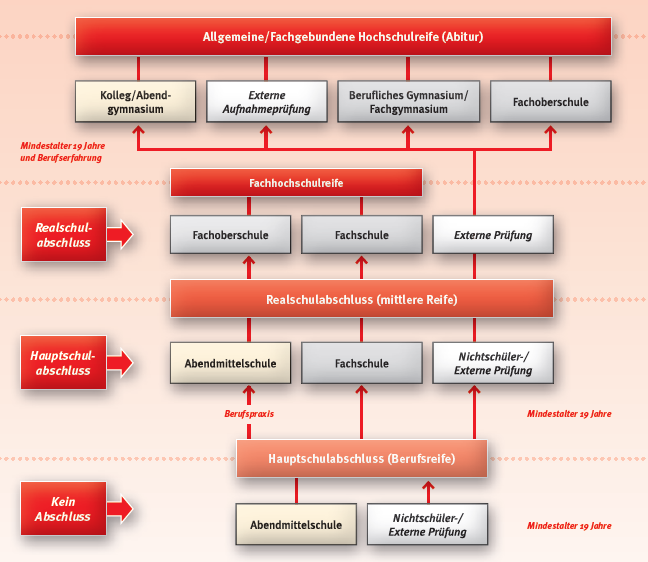 Allgemeine/Fachgebundene Hochschulreife (Abitur)
Kolleg/Abend-
gymnasium
Externe
Aufnahmeprüfung
Berufliches Gymnasium/
Fachgymnasium
Fachoberschule
Mindestalter 19 Jahre
und Berufserfahrung
Fachhochschulreife
Realschul-
abschluss
Fachoberschule
Fachschule
Externe Prüfung
Realschulabschluss (mittlere Reife)
Hauptschul-
abschluss
Abendmittelschule
Fachschule
Nichtschüler-/
Externe Prüfung
Berufspraxis
Mindestalter 19 Jahre
Hauptschulabschluss (Berufsreife)
Kein
Abschluss
Abendmittelschule
Nichtschüler-/
Externe Prüfung
Mindestalter 19 Jahre